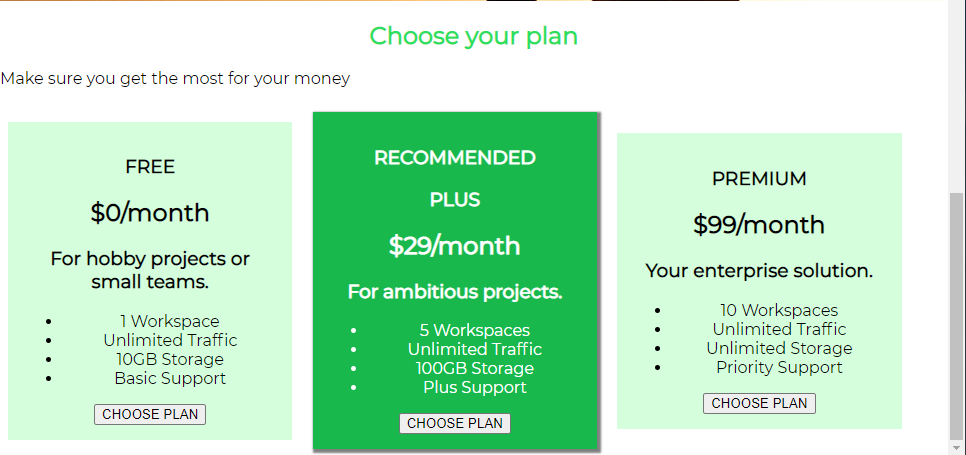 Choose your plan
Make sure you get the most for your money
FREE
$0/month
For hobby projects or
small teams.
1 Workspace
Unlimited Traffic
10GB Storage
Basic Support
CHOOSE PLAN
RECOMMENDED
PLUS
$29/month
For ambitious projects.
5 Workspaces
Unlimited Traffic
100GB Storage
Plus Support
CHOOSE PLAN
PREMIUM
$99/month
Your enterprise solution.
10 Workspaces
Unlimited Traffic
Unlimited Storage
Priority Support
CHOOSE PLAN